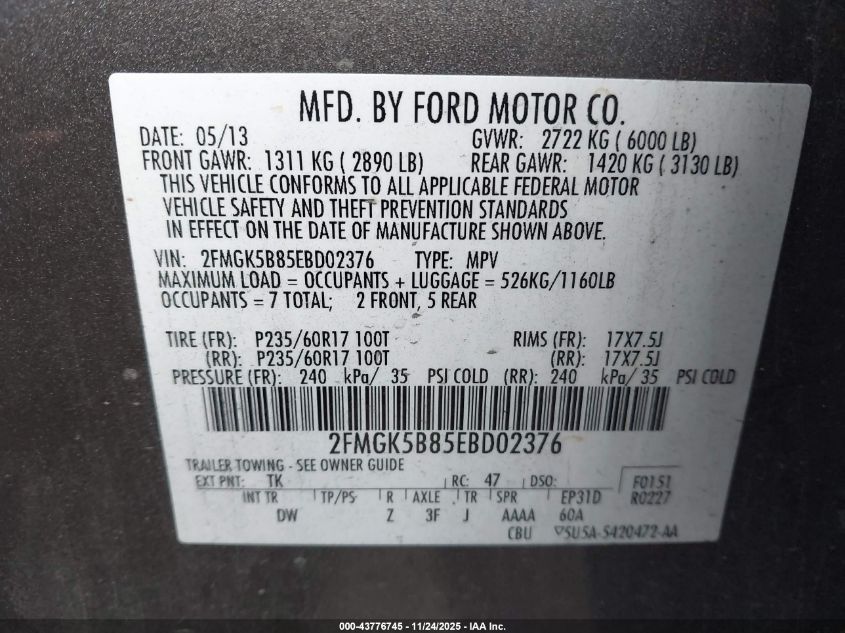 MFD. BY FORD MOTOR CO.
DATE: 05/13 GVWR: 2722 KG ( 6000 LB)
FRONT GAWR: 1311 KG ( 2890 LB) REAR GAWR: 1420 KG ( 3130 LB)
THIS VEHICLE CONFORMS TO ALL APPLICABLE FEDERAL MOTOR
VEHICLE SAFETY AND THEFT PREVENTION STANDARDS
IN EFFECT ON THE DATE OF MANUFACTURE SHOWN ABOVE.
VIN: 2FMGK5B85EBD02376 TYPE: MPV
MAXIMUM LOAD = OCCUPANTS + LUGGAGE = 526KG/1160LB
OCCUPANTS = 7 TOTAL; 2 FRONT, 5 REAR
TIRE (FR): P235/60R17 100T RIMS (FR): 17X7.5J
(RR): P235/60R17 100T (RR): 17X7.5J
PRESSURE (FR): 240 kPa/ 35 PSI COLD (RR): 240 kPa/ 35 PSI COLD
2FMGK5B85EBD02376
TRAILER TOWING - SEE OWNER GUIDE
EXT PNT: TK RC: 47 DSO: F0151
INT TR TP/PS R AXLE TR SPR EP31D R0227
DW Z 3F J AAAA 60A
CBU 5U5A-5420472-AA
000-43776745 - 11/24/2025 - IAA Inc.